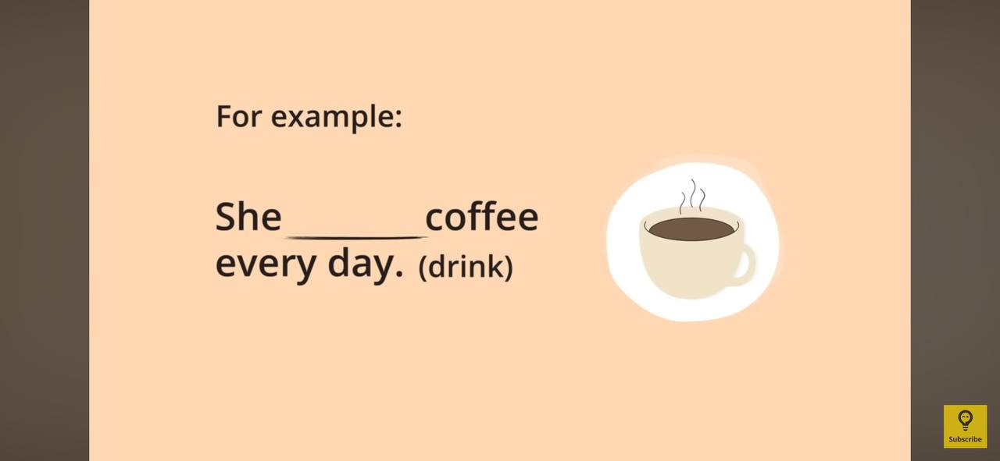 For example:
She ________ coffee
every day. (drink)
Subscribe